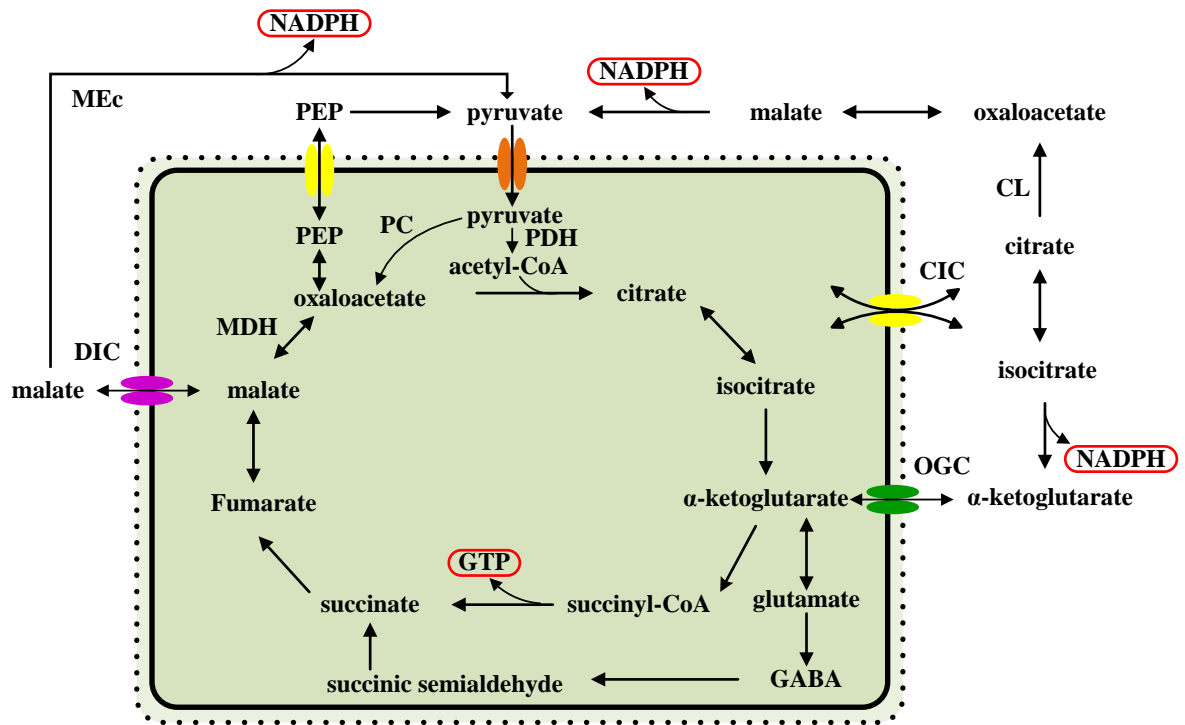 NADPH
NADPH
MEc
PEP
pyruvate
malate
oxaloacetate
CL
pyruvate
PC
PEP
PDH
citrate
acetyl-CoA
CIC
oxaloacetate
citrate
MDH
DIC
isocitrate
malate
malate
isocitrate
NADPH
OGC
Fumarate
α-ketoglutarate
α-ketoglutarate
GTP
succinate
succinyl-CoA
glutamate
succinic semialdehyde
GABA